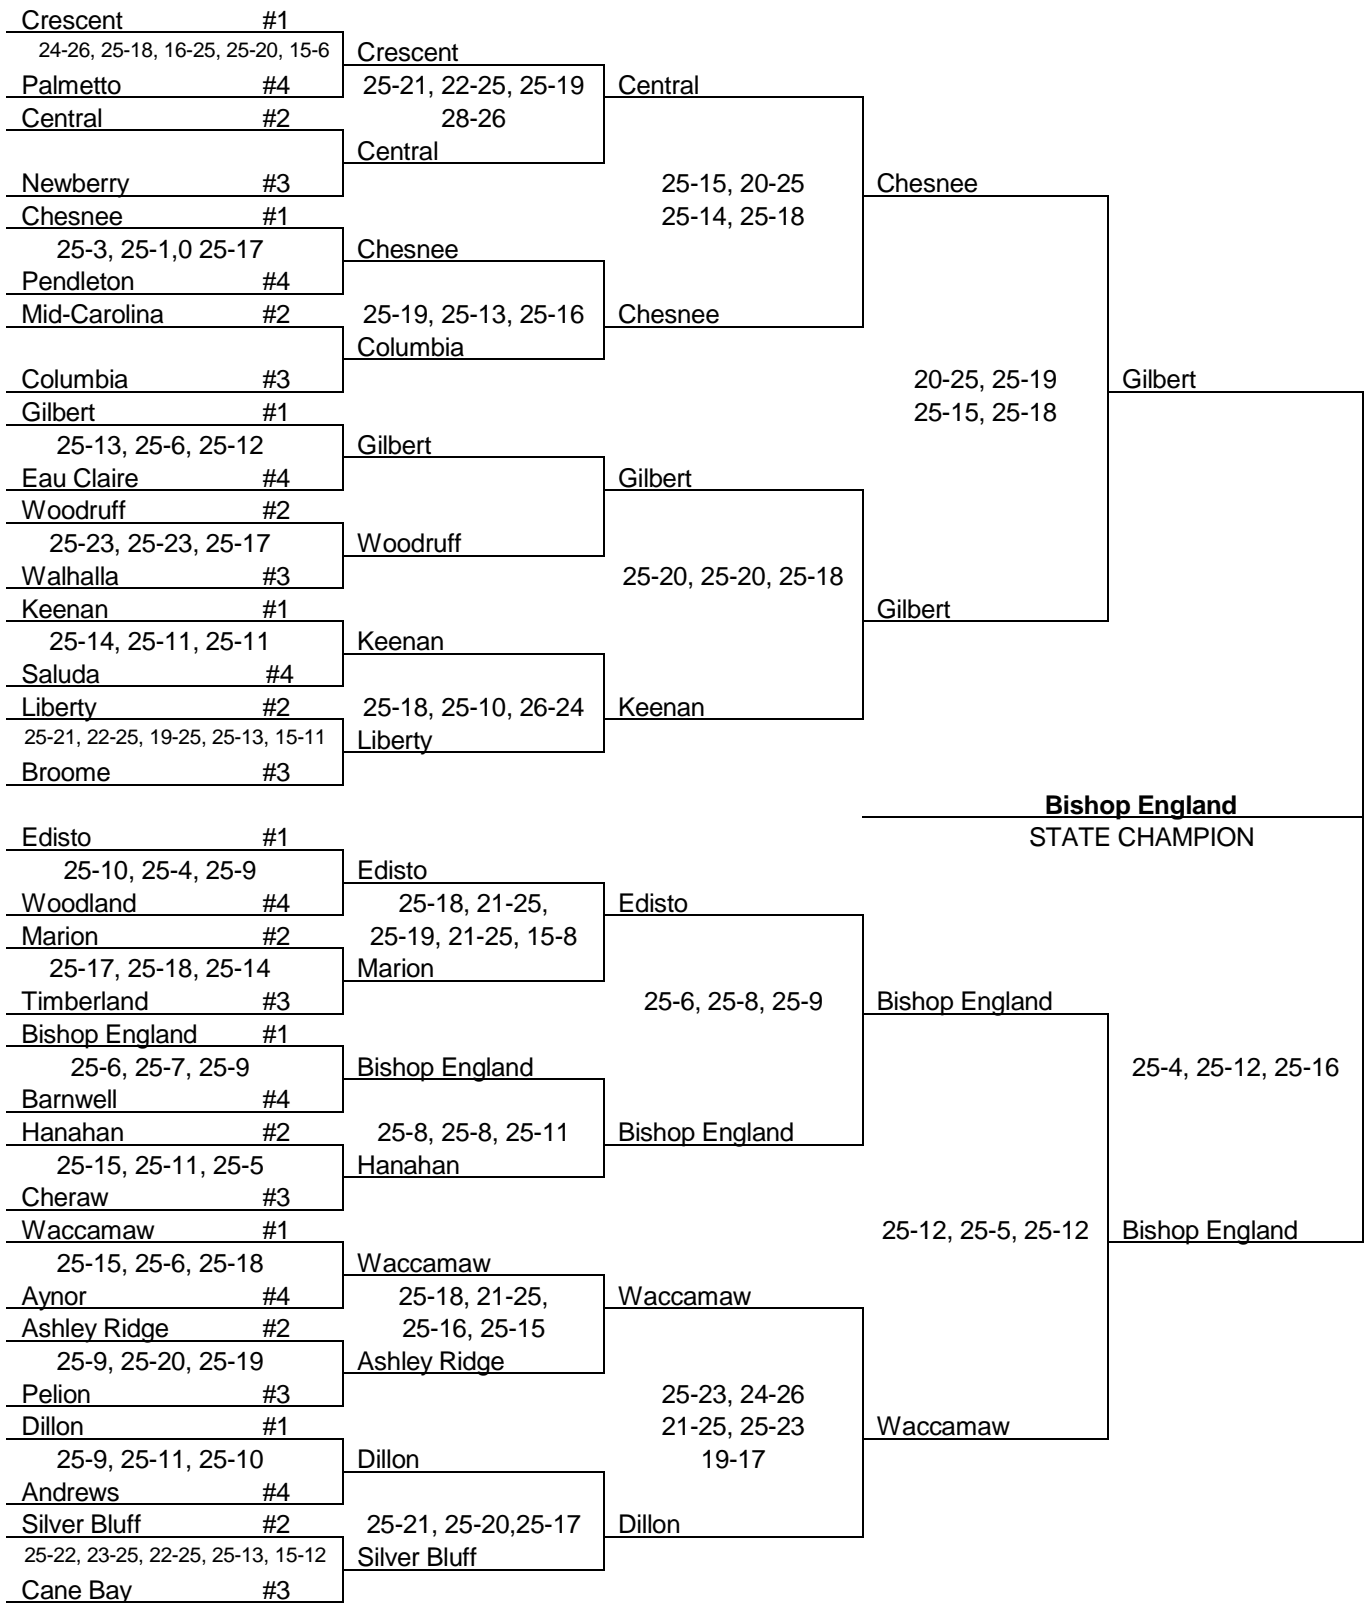 Crescent #1
24-26, 25-18, 16-25, 25-20, 15-6
Crescent
Palmetto #4
25-21, 22-25, 25-19
Central
Central #2
28-26
Central
Newberry #3
25-15, 20-25
Chesnee
Chesnee #1
25-14, 25-18
25-3, 25-1,0 25-17
Chesnee
Pendleton #4
Mid-Carolina #2
25-19, 25-13, 25-16
Chesnee
Columbia
Columbia #3
20-25, 25-19
Gilbert
Gilbert #1
25-15, 25-18
25-13, 25-6, 25-12
Gilbert
Eau Claire #4
Gilbert
Woodruff #2
25-23, 25-23, 25-17
Woodruff
Walhalla #3
25-20, 25-20, 25-18
Keenan #1
Gilbert
25-14, 25-11, 25-11
Keenan
Saluda #4
Liberty #2
25-18, 25-10, 26-24
Keenan
25-21, 22-25, 19-25, 25-13, 15-11
Liberty
Broome #3
Bishop England
STATE CHAMPION
Edisto #1
25-10, 25-4, 25-9
Edisto
Woodland #4
25-18, 21-25,
Edisto
Marion #2
25-19, 21-25, 15-8
25-17, 25-18, 25-14
Marion
Timberland #3
25-6, 25-8, 25-9
Bishop England
Bishop England #1
25-6, 25-7, 25-9
Bishop England
25-4, 25-12, 25-16
Barnwell #4
Hanahan #2
25-8, 25-8, 25-11
Bishop England
25-15, 25-11, 25-5
Hanahan
Cheraw #3
Waccamaw #1
25-12, 25-5, 25-12
Bishop England
25-15, 25-6, 25-18
Waccamaw
Aynor #4
25-18, 21-25,
Waccamaw
Ashley Ridge #2
25-16, 25-15
25-9, 25-20, 25-19
Ashley Ridge
Pelion #3
25-23, 24-26
Dillon #1
21-25, 25-23
Waccamaw
25-9, 25-11, 25-10
Dillon
19-17
Andrews #4
Silver Bluff #2
25-21, 25-20,25-17
Dillon
25-22, 23-25, 22-25, 25-13, 15-12
Silver Bluff
Cane Bay #3